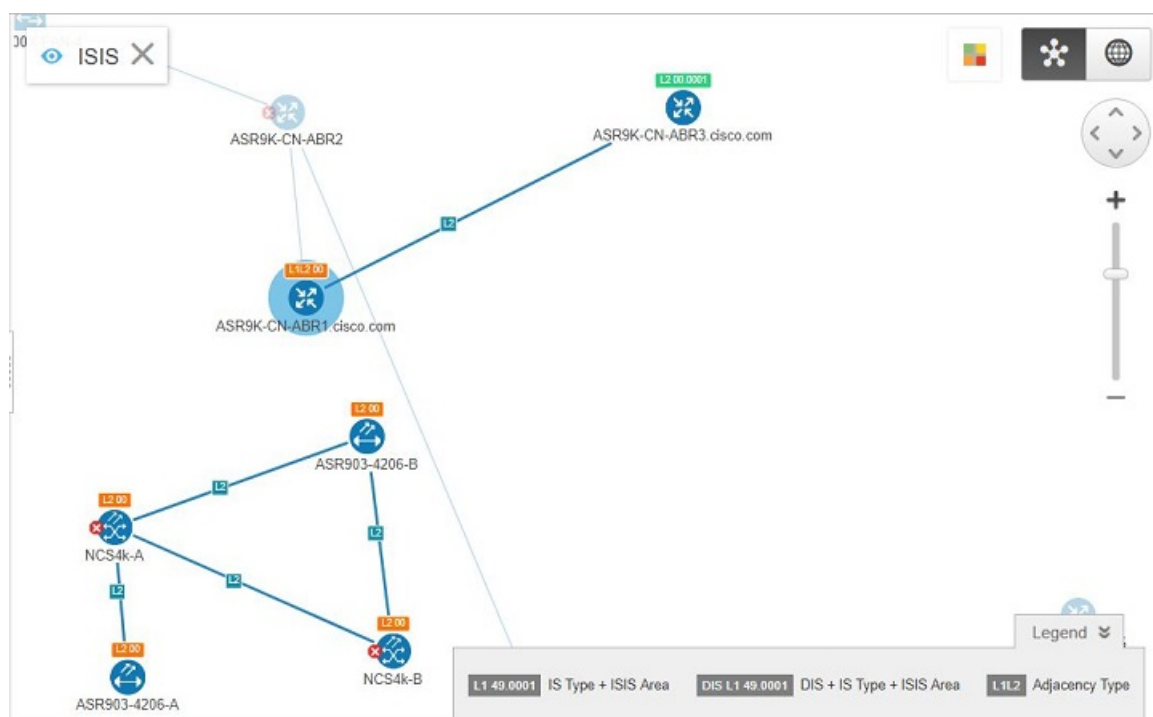 00
ISIS
L2 00.0001
ASR9K-CN-ABR3.cisco.com
ASR9K-CN-ABR2
L2
L1L2 00
ASR9K-CN-ABR1.cisco.com
L2 00
ASR903-4206-B
L2
L2 00
L2
NCS4k-A
L2
L2
L2 00
L2 00
NCS4k-B
ASR903-4206-A
Legend
L1 49.0001 IS Type + ISIS Area DIS L1 49.0001 DIS + IS Type + ISIS Area L1L2 Adjacency Type